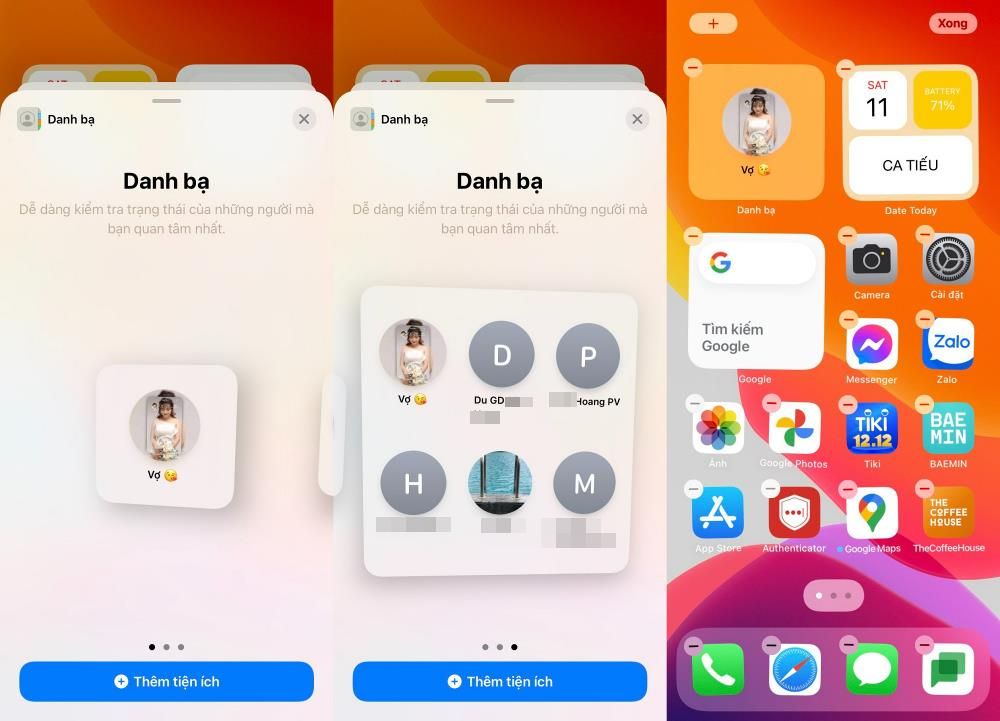 SAT
Danh bạ
Danh bạ
Dễ dàng kiểm tra trạng thái của những người mà
bạn quan tâm nhất.
Vợ 😘
Thêm tiện ích
SAT
Danh bạ
Danh bạ
Dễ dàng kiểm tra trạng thái của những người mà
bạn quan tâm nhất.
D
P
Vợ 😘
Du GD
Hoang PV
H
M
Thêm tiện ích
+
Xong
Vợ 😘
Danh bạ
SAT
11
BATTERY
71%
CA TIẾU
Date Today
G
Tìm kiếm
Google
Google
Camera
Cài đặt
Zalo
Messenger
Zalo
TIKI
12.12
BAE
MIN
Ảnh
Google Photos
Tiki
BAEMIN
THE
COFFEE
HOUSE
App Store
Authenticator
Google Maps
TheCoffeeHouse